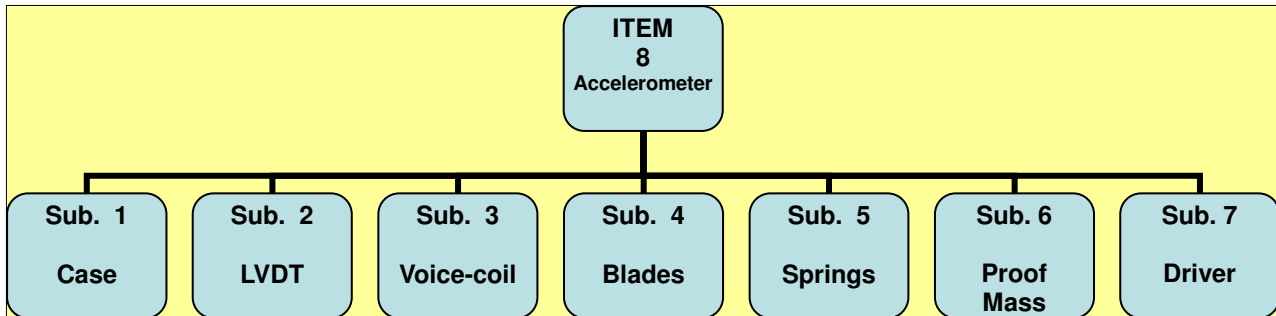 ITEM
8
Accelerometer
Sub. 1
Case
Sub. 2
LVDT
Sub. 3
Voice-coil
Sub. 4
Blades
Sub. 5
Springs
Sub. 6
Proof
Mass
Sub. 7
Driver